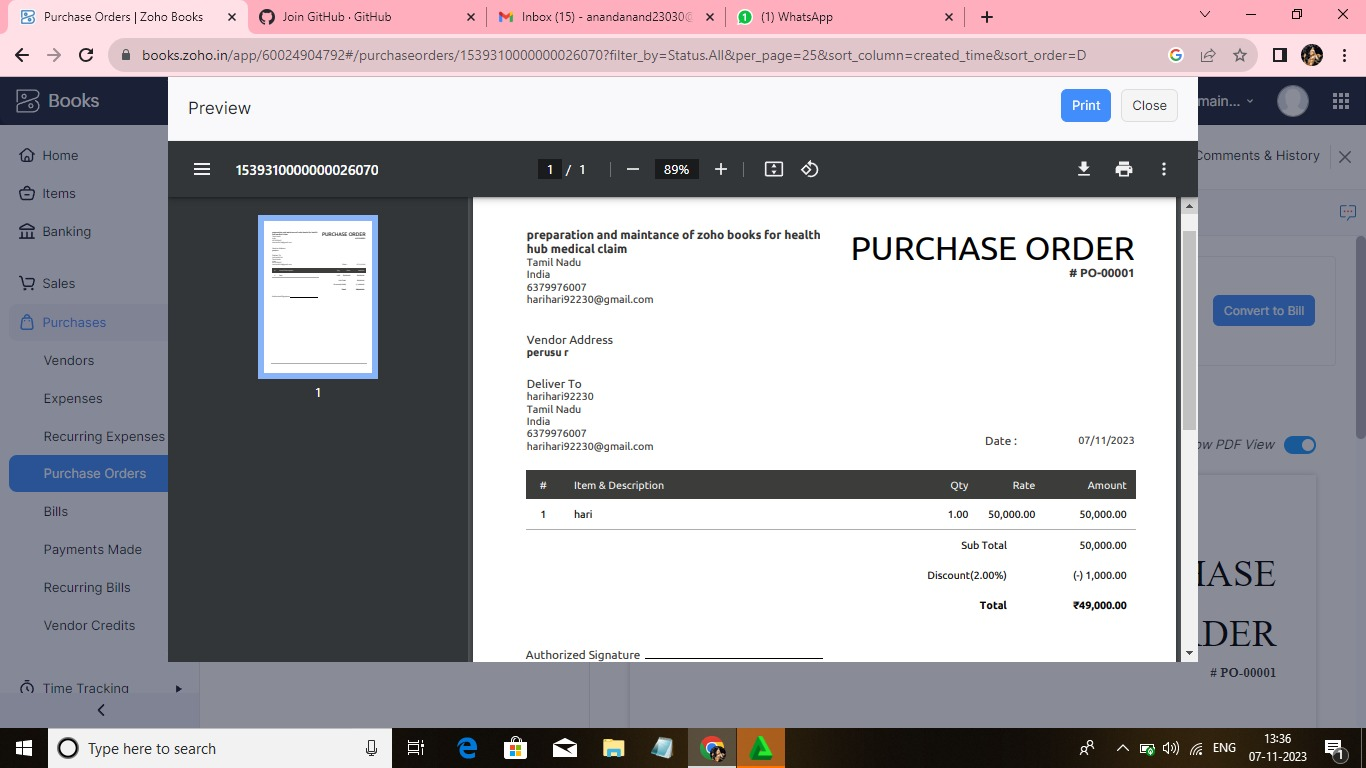 Purchase Orders | Zoho Books
Join GitHub · GitHub
Inbox (15) - anandanand23030@
(1) WhatsApp
books.zoho.in/app/60024904792#/purchaseorders/1539310000000026070?filter_by=Status.All&per_page=25&sort_column=created_time&sort_order=D
Books
main...
Preview
Print
Close
Home
Items
Banking
Sales
Purchases
Vendors
Expenses
Recurring Expenses
Purchase Orders
Bills
Payments Made
Recurring Bills
Vendor Credits
Time Tracking
1539310000000026070
1 / 1
89%
1
preparation and maintance of zoho books for health
hub medical claim
Tamil Nadu
India
6379976007
harihari92230@gmail.com
PURCHASE ORDER
# PO-00001
Vendor Address
perusu r
Deliver To
harihari92230
Tamil Nadu
India
6379976007
harihari92230@gmail.com
Date : 07/11/2023
# Item & Description Qty Rate Amount
1 hari 1.00 50,000.00 50,000.00
Sub Total 50,000.00
Discount(2.00%) (-) 1,000.00
Total ₹49,000.00
Authorized Signature
Comments & History
Convert to Bill
ow PDF View
HASE
RDER
# PO-00001
Type here to search
ENG
13:36
07-11-2023
1